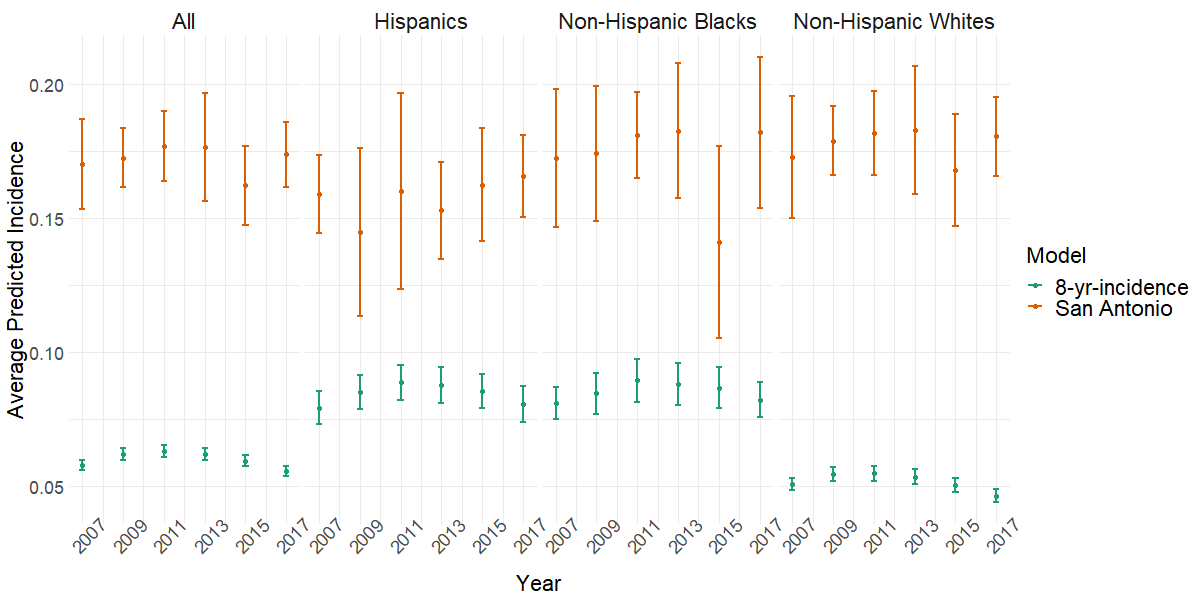 All Hispanics Non-Hispanic Blacks Non-Hispanic Whites
Average Predicted Incidence
0.20
0.15
0.10
0.05
2007 2009 2011 2013 2015 2017 2007 2009 2011 2013 2015 2017 2007 2009 2011 2013 2015 2017 2007 2009 2011 2013 2015 2017
Year
Model
8-yr-incidence
San Antonio